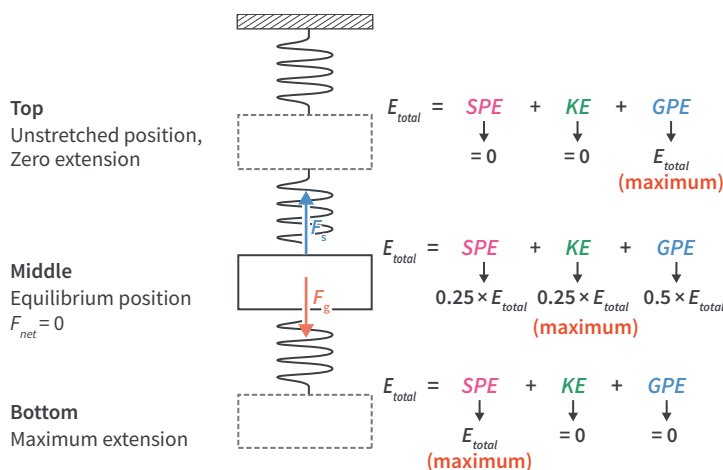 Top
Unstretched position,
Zero extension
E_total = SPE + KE + GPE
= 0 = 0 E_total
(maximum)
F_s
Middle
Equilibrium position
F_net = 0
F_g
E_total = SPE + KE + GPE
0.25 × E_total 0.25 × E_total 0.5 × E_total
(maximum)
Bottom
Maximum extension
E_total = SPE + KE + GPE
E_total = 0 = 0
(maximum)